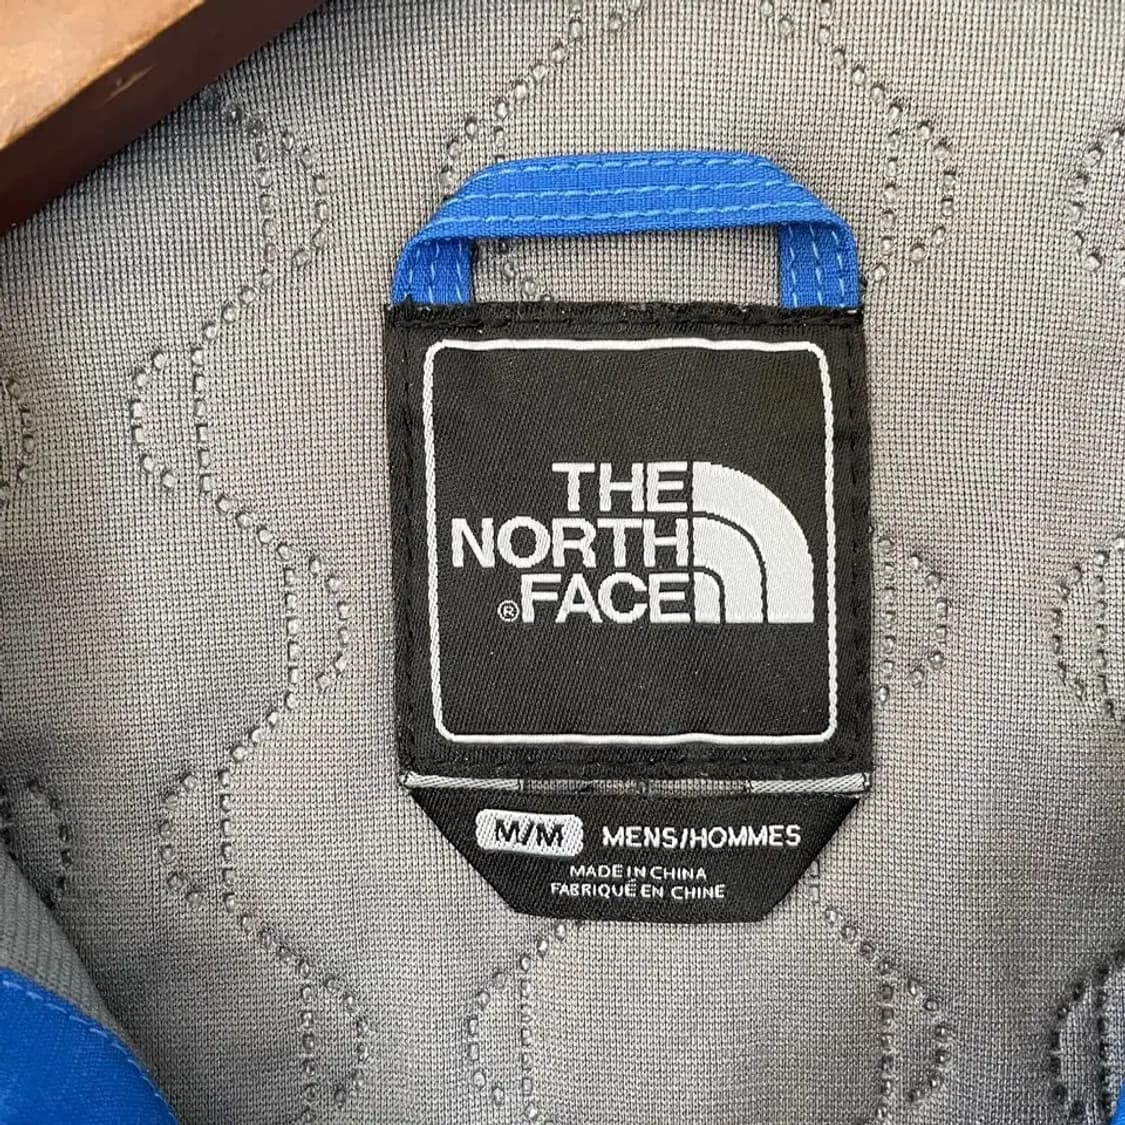 THE
NORTH
®FACE
M/M MENS/HOMMES
MADE IN CHINA
FABRIQUÉ EN CHINE